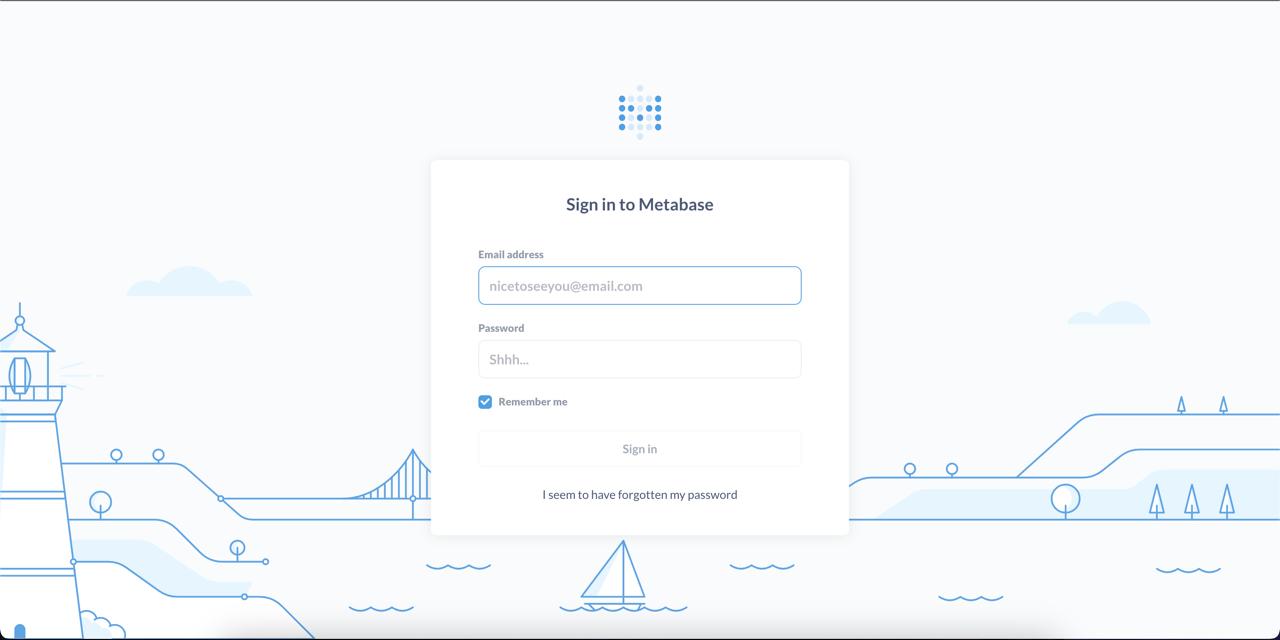 Sign in to Metabase
Email address
nicetoseeyou@email.com
Password
Shhh...
Remember me
Sign in
I seem to have forgotten my password